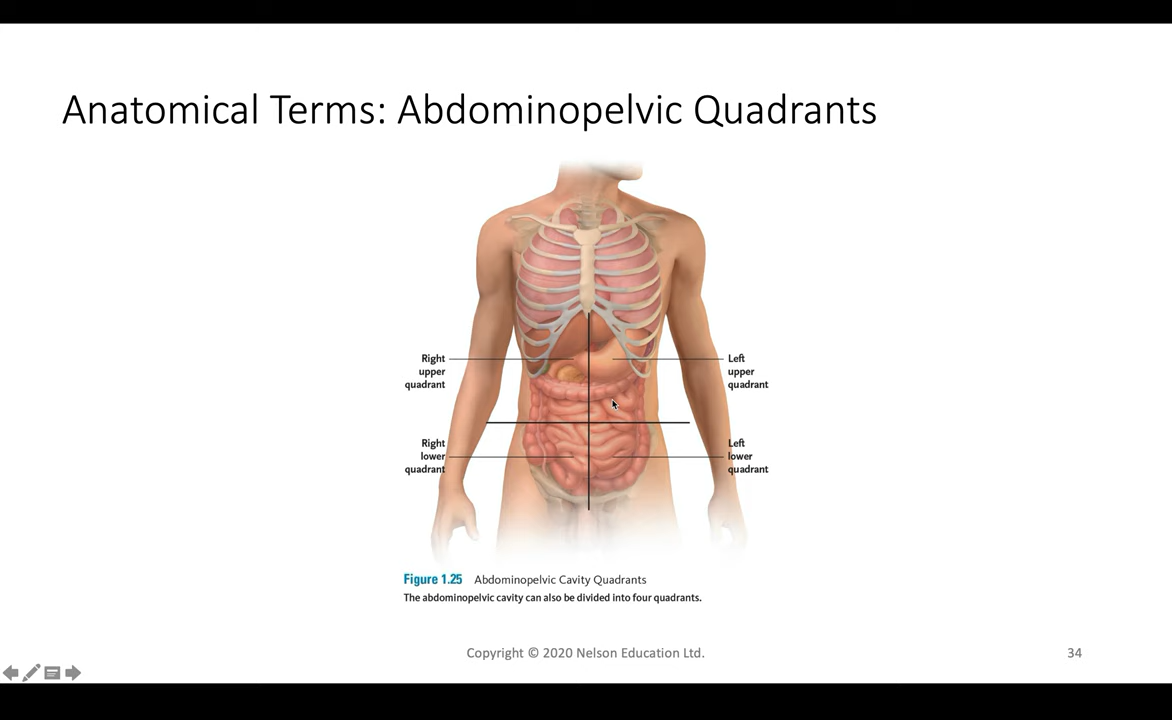 Anatomical Terms: Abdominopelvic Quadrants
Right
upper
quadrant
Left
upper
quadrant
Right
lower
quadrant
Left
lower
quadrant
Figure 1.25 Abdominopelvic Cavity Quadrants
The abdominopelvic cavity can also be divided into four quadrants.
Copyright © 2020 Nelson Education Ltd.
34